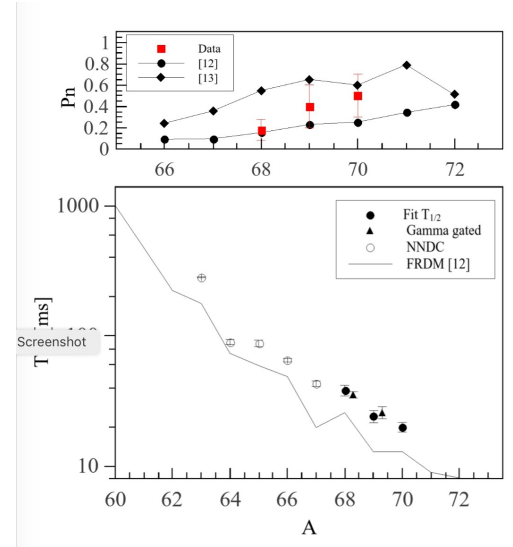 1
0.8
0.6
0.4
0.2
0
Pn
Data
[12]
[13]
66 68 70 72
1000
10
[ms]
Screenshot
Fit T1/2
Gamma gated
NNDC
FRDM [12]
60 62 64 66 68 70 72
A